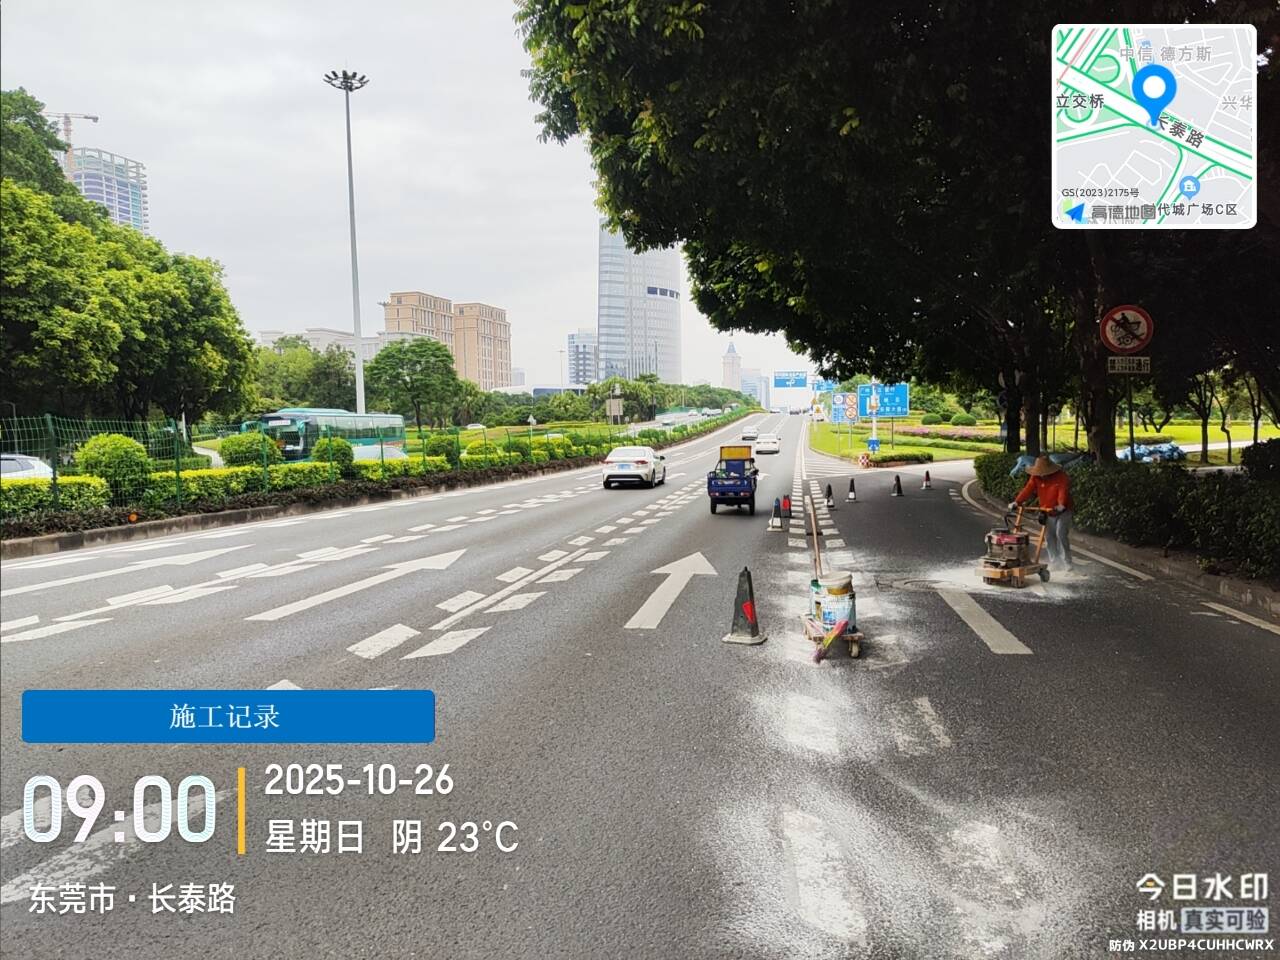 中信 德方斯
立交桥
兴华
长泰路
GS(2023)2175号
高德地图
代城广场C区
施工记录
09:00
2025-10-26
星期日 阴 23°C
东莞市·长泰路
今日水印
相机 真实可验
防伪 X2UBP4CUHHCWRX